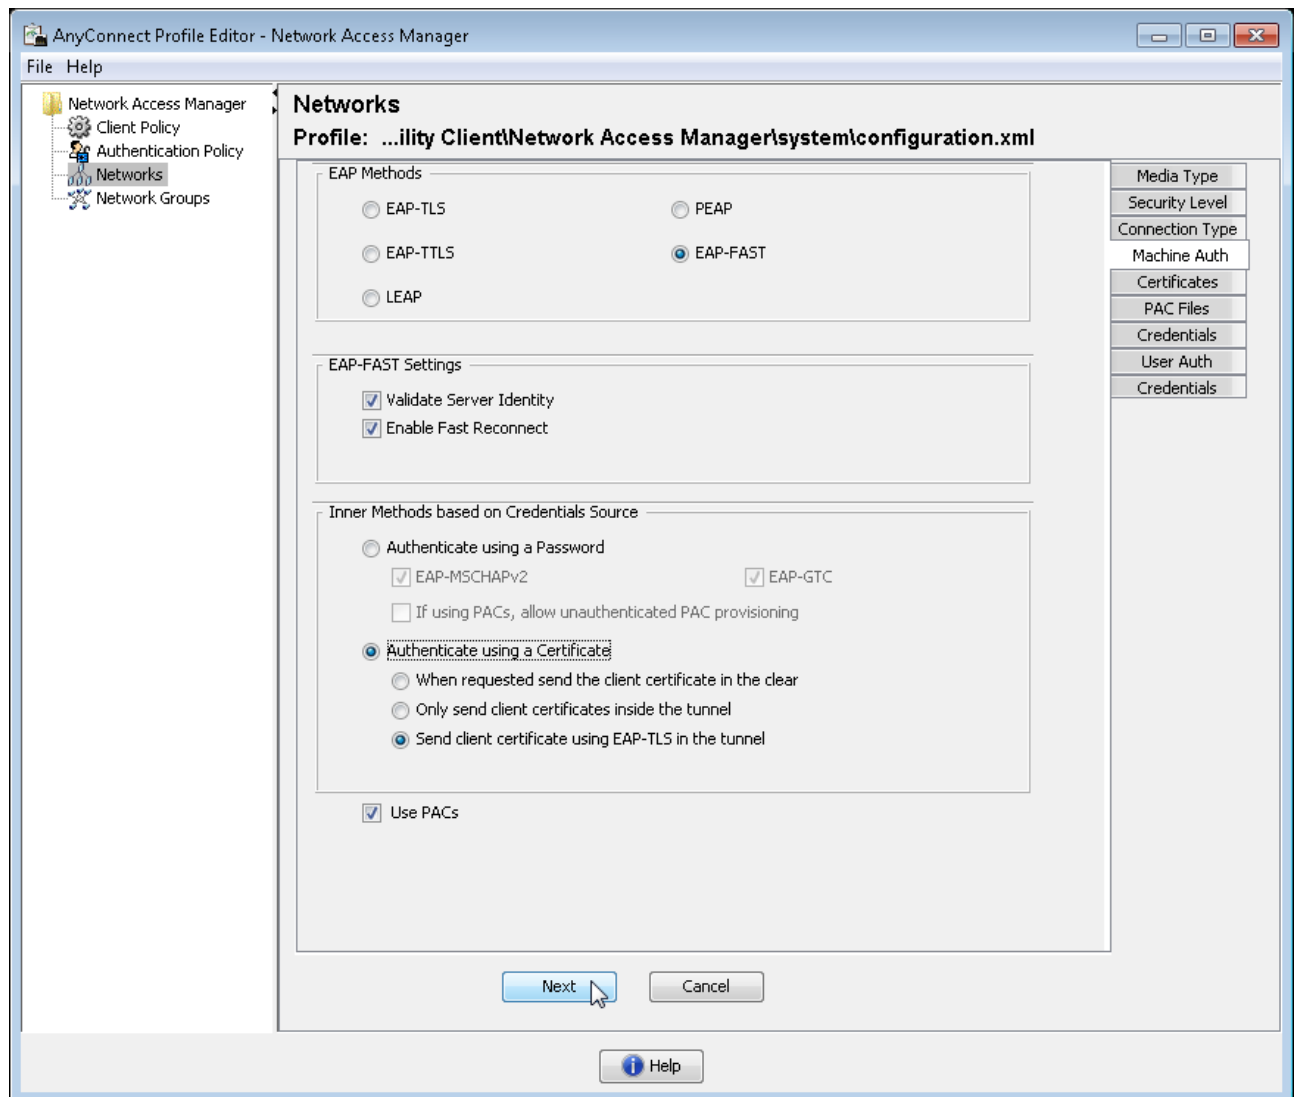 AnyConnect Profile Editor - Network Access Manager
File Help
Network Access Manager
Client Policy
Authentication Policy
Networks
Network Groups
Networks
Profile: ...ility Client\Network Access Manager\system\configuration.xml
EAP Methods
EAP-TLS PEAP
EAP-TTLS EAP-FAST
LEAP
EAP-FAST Settings
Validate Server Identity
Enable Fast Reconnect
Inner Methods based on Credentials Source
Authenticate using a Password
EAP-MSCHAPv2 EAP-GTC
If using PACs, allow unauthenticated PAC provisioning
Authenticate using a Certificate
When requested send the client certificate in the clear
Only send client certificates inside the tunnel
Send client certificate using EAP-TLS in the tunnel
Use PACs
Media Type
Security Level
Connection Type
Machine Auth
Certificates
PAC Files
Credentials
User Auth
Credentials
Next Cancel
Help